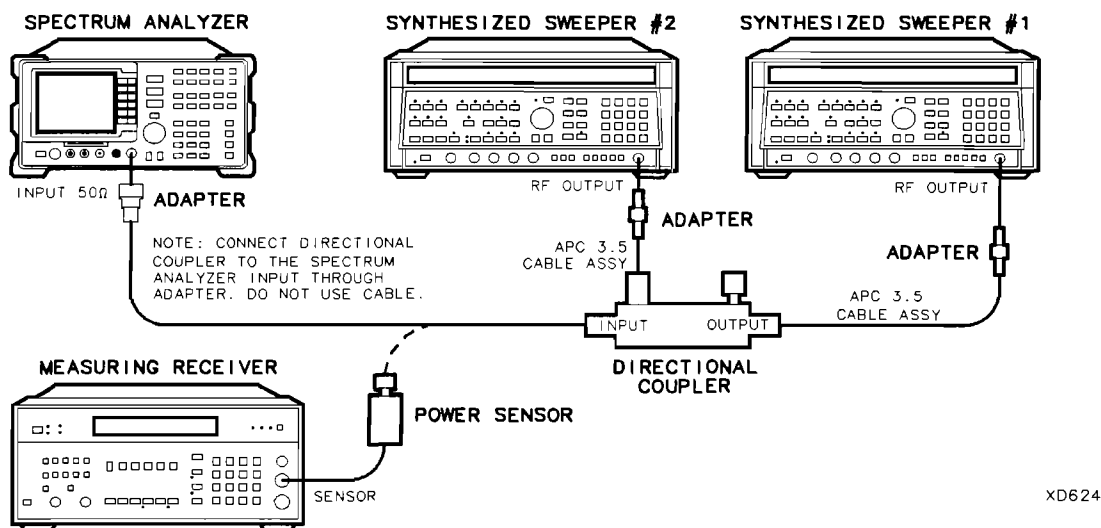 SPECTRUM ANALYZER
SYNTHESIZED SWEEPER #2
SYNTHESIZED SWEEPER #1
INPUT 50Ω
ADAPTER
RF OUTPUT
ADAPTER
RF OUTPUT
ADAPTER
NOTE: CONNECT DIRECTIONAL
COUPLER TO THE SPECTRUM
ANALYZER INPUT THROUGH
ADAPTER. DO NOT USE CABLE.
APC 3.5
CABLE ASSY
APC 3.5
CABLE ASSY
INPUT
OUTPUT
DIRECTIONAL
COUPLER
MEASURING RECEIVER
POWER SENSOR
SENSOR
XD624